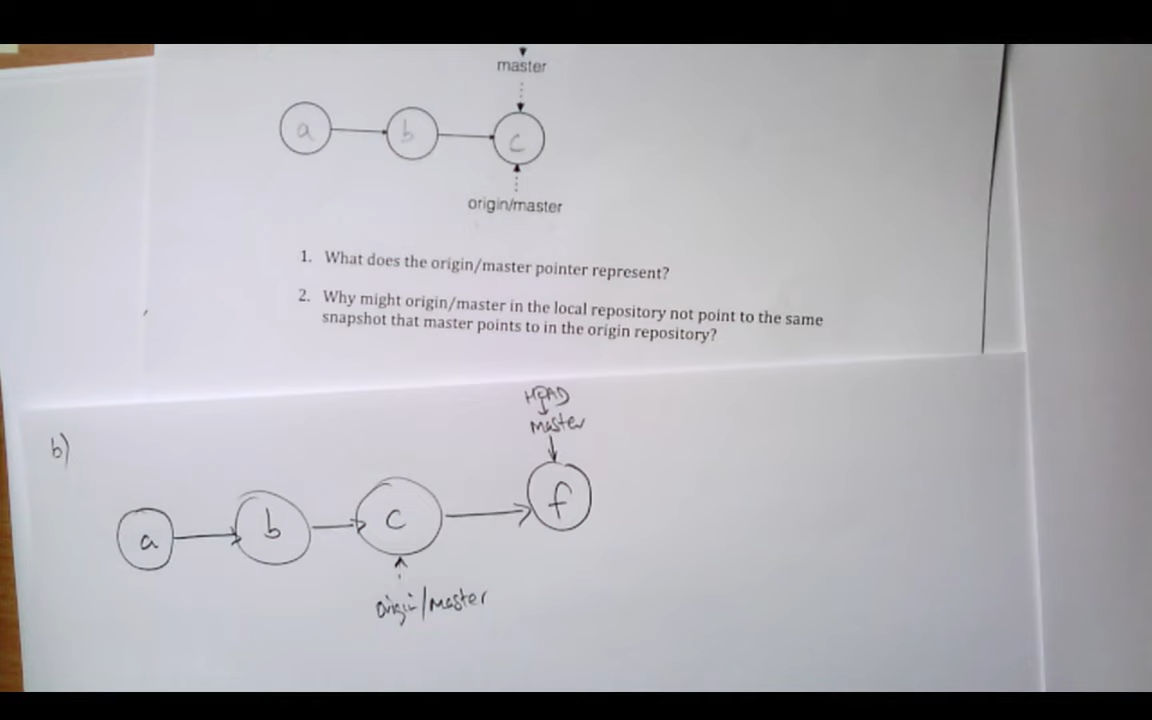 master
a b c
origin/master
1. What does the origin/master pointer represent?
2. Why might origin/master in the local repository not point to the same
snapshot that master points to in the origin repository?
HEAD
master
b)
a b c f
origin/master